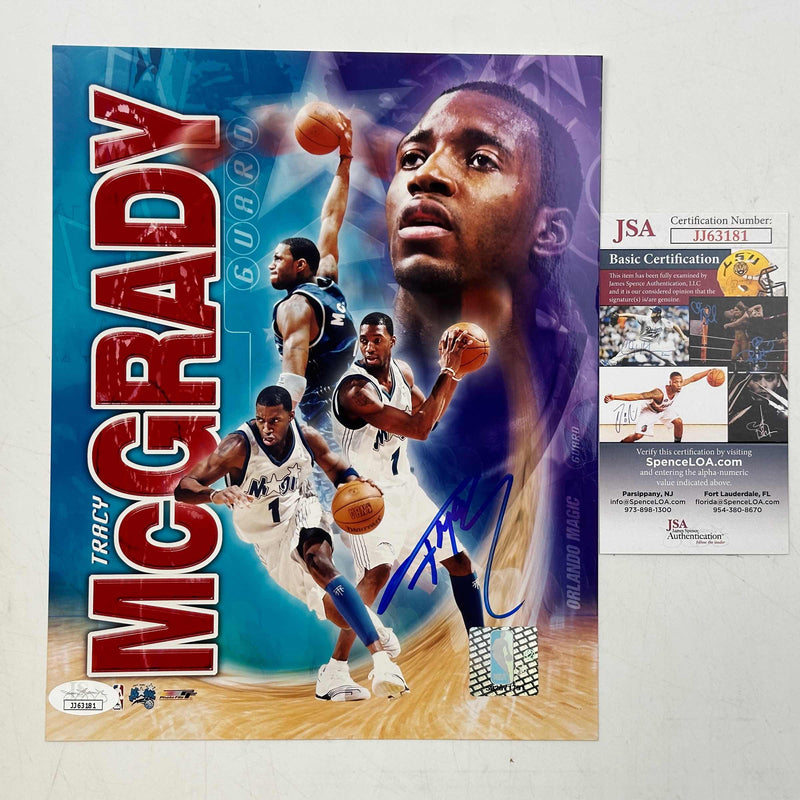 TRACY
McGRADY
GUARD
MC
Magic
1
Magic
1
ORLANDO MAGIC
GUARD
JJ63181
JSA
Certification Number:
JJ63181
Basic Certification
This item has been fully examined by
James Spence Authentication, LLC
and it is our considered opinion that the
signature(s) is/are genuine.
LSU
Verify this certification by visiting
SpenceLOA.com
and entering the alpha-numeric
value indicated above.
Parsippany, NJ
info@SpenceLOA.com
973-898-1300
Fort Lauderdale, FL
florida@SpenceLOA.com
954-380-8670
JSA
James Spence
Authentication